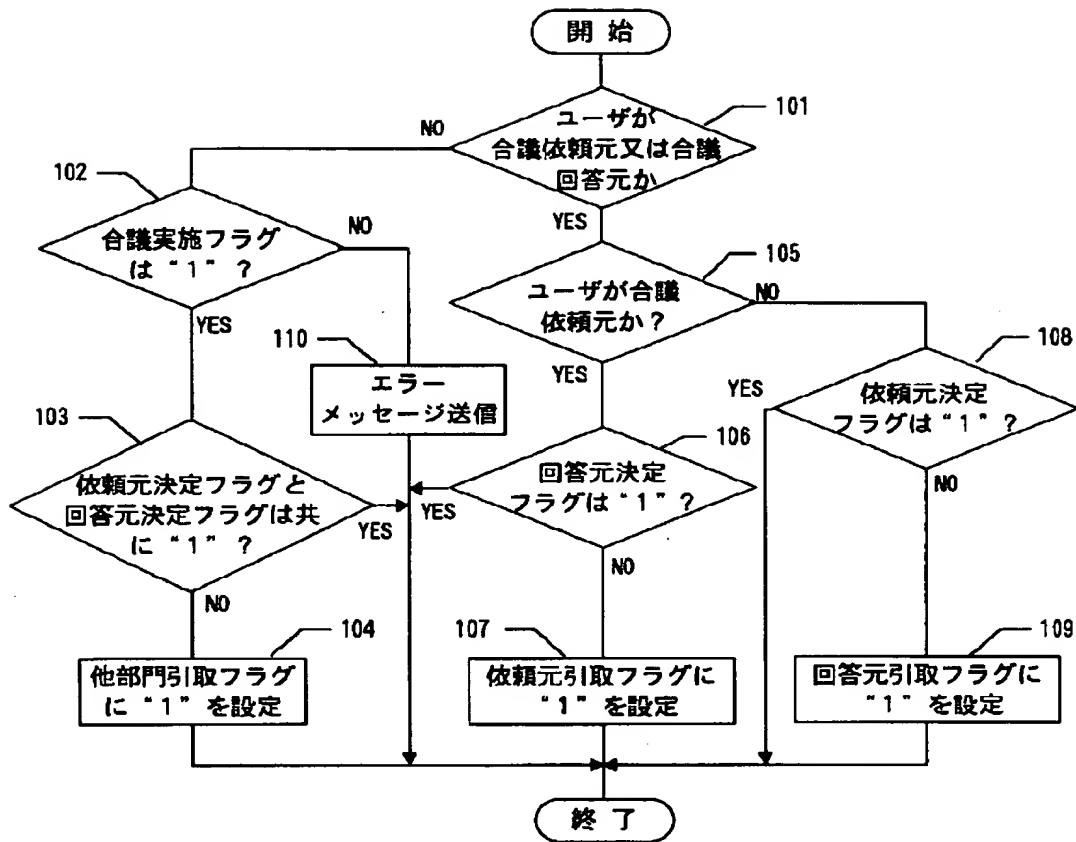 開 始
101
ユーザが
合議依頼元又は合議
回答元か
NO
YES
102
合議実施フラグ
は“1”？
NO
YES
105
ユーザが合議
依頼元か？
NO
YES
110
エラー
メッセージ送信
108
依頼元決定
フラグは“1”？
YES
NO
103
依頼元決定フラグと
回答元決定フラグは共
に“1”？
YES
NO
106
回答元決定
フラグは“1”？
YES
NO
104
他部門引取フラグ
に“1”を設定
107
依頼元引取フラグに
“1”を設定
109
回答元引取フラグに
“1”を設定
終 了